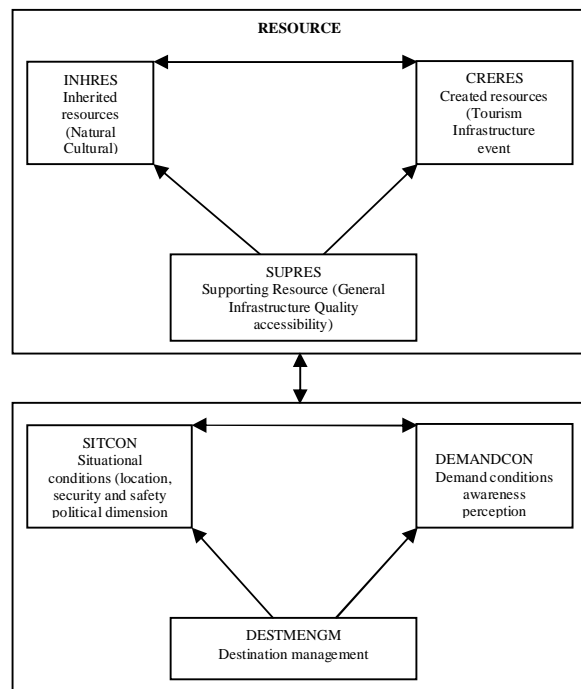 RESOURCE
INHRES
Inherited
resources
(Natural
Cultural)
CRERES
Created resources
(Tourism
Infrastructure
event
SUPRES
Supporting Resource (General
Infrastructure Quality
accessibility)
SITCON
Situational
conditions (location,
security and safety
political dimension
DEMANDCON
Demand conditions
awareness
perception
DESTMENGM
Destination management